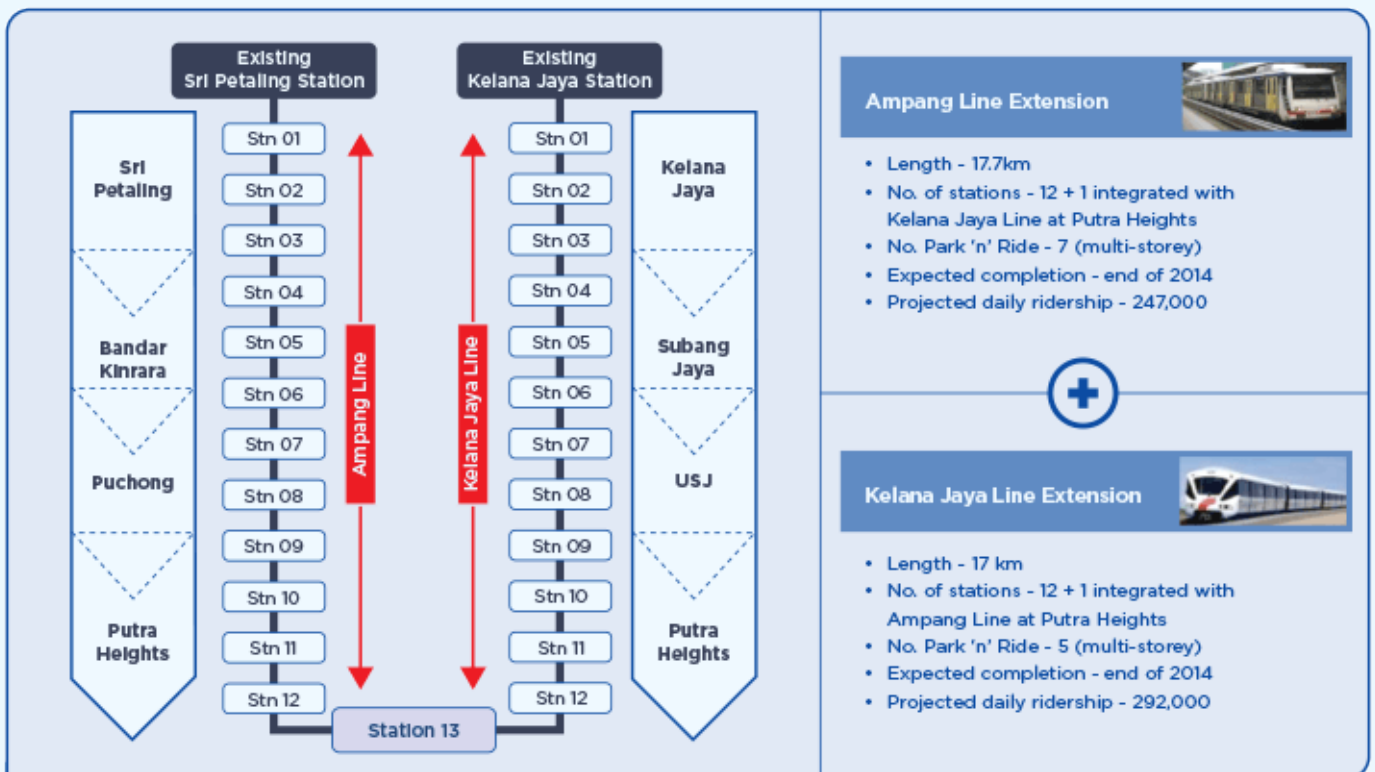 Existing
Sri Petaling Station
Sri
Petaling
Bandar
Kinrara
Puchong
Putra
Heights
Stn 01
Stn 02
Stn 03
Stn 04
Stn 05
Stn 06
Stn 07
Stn 08
Stn 09
Stn 10
Stn 11
Stn 12
Ampang Line
Existing
Kelana Jaya Station
Kelana Jaya Line
Stn 01
Stn 02
Stn 03
Stn 04
Stn 05
Stn 06
Stn 07
Stn 08
Stn 09
Stn 10
Stn 11
Stn 12
Kelana
Jaya
Subang
Jaya
USJ
Putra
Heights
Station 13
Ampang Line Extension
• Length - 17.7km
• No. of stations - 12 + 1 integrated with
Kelana Jaya Line at Putra Heights
• No. Park 'n' Ride - 7 (multi-storey)
• Expected completion - end of 2014
• Projected daily ridership - 247,000
+
Kelana Jaya Line Extension
• Length - 17 km
• No. of stations - 12 + 1 integrated with
Ampang Line at Putra Heights
• No. Park 'n' Ride - 5 (multi-storey)
• Expected completion - end of 2014
• Projected daily ridership - 292,000